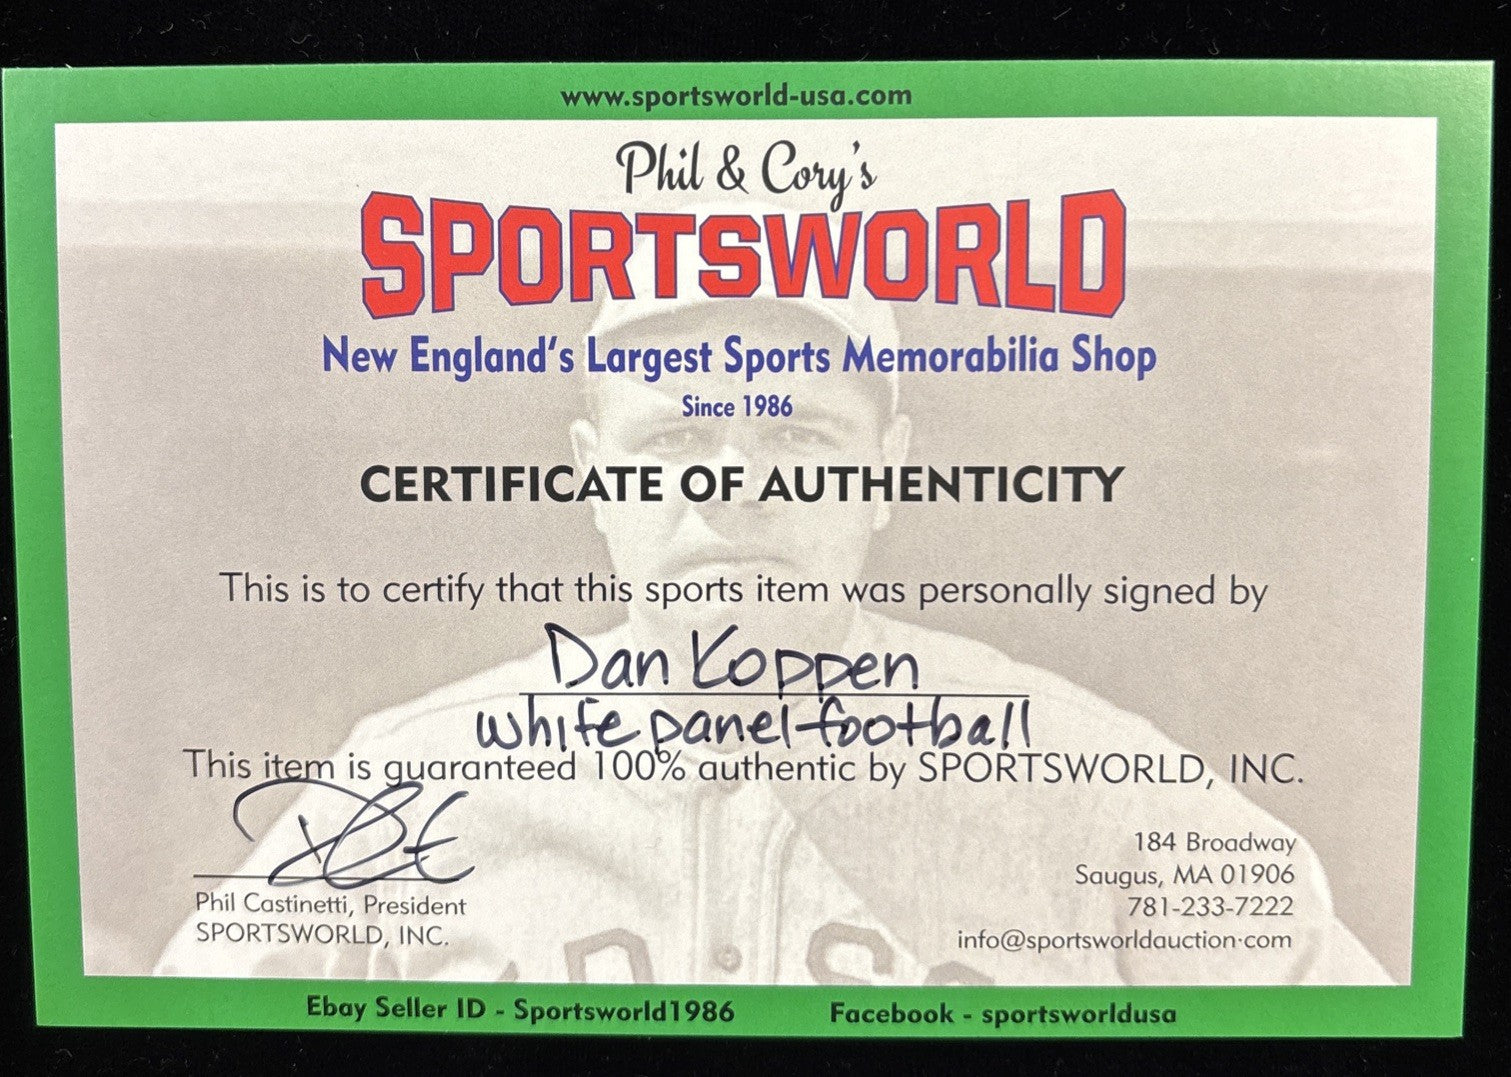 www.sportsworld-usa.com
Phil & Cory's
SPORTSWORLD
New England's Largest Sports Memorabilia Shop
Since 1986
CERTIFICATE OF AUTHENTICITY
This is to certify that this sports item was personally signed by
Dan Koppen
white panel football
This item is guaranteed 100% authentic by SPORTSWORLD, INC.
Phil Castinetti, President
SPORTSWORLD, INC.
184 Broadway
Saugus, MA 01906
781-233-7222
info@sportsworldauction·com
Ebay Seller ID - Sportsworld1986
Facebook - sportsworldusa